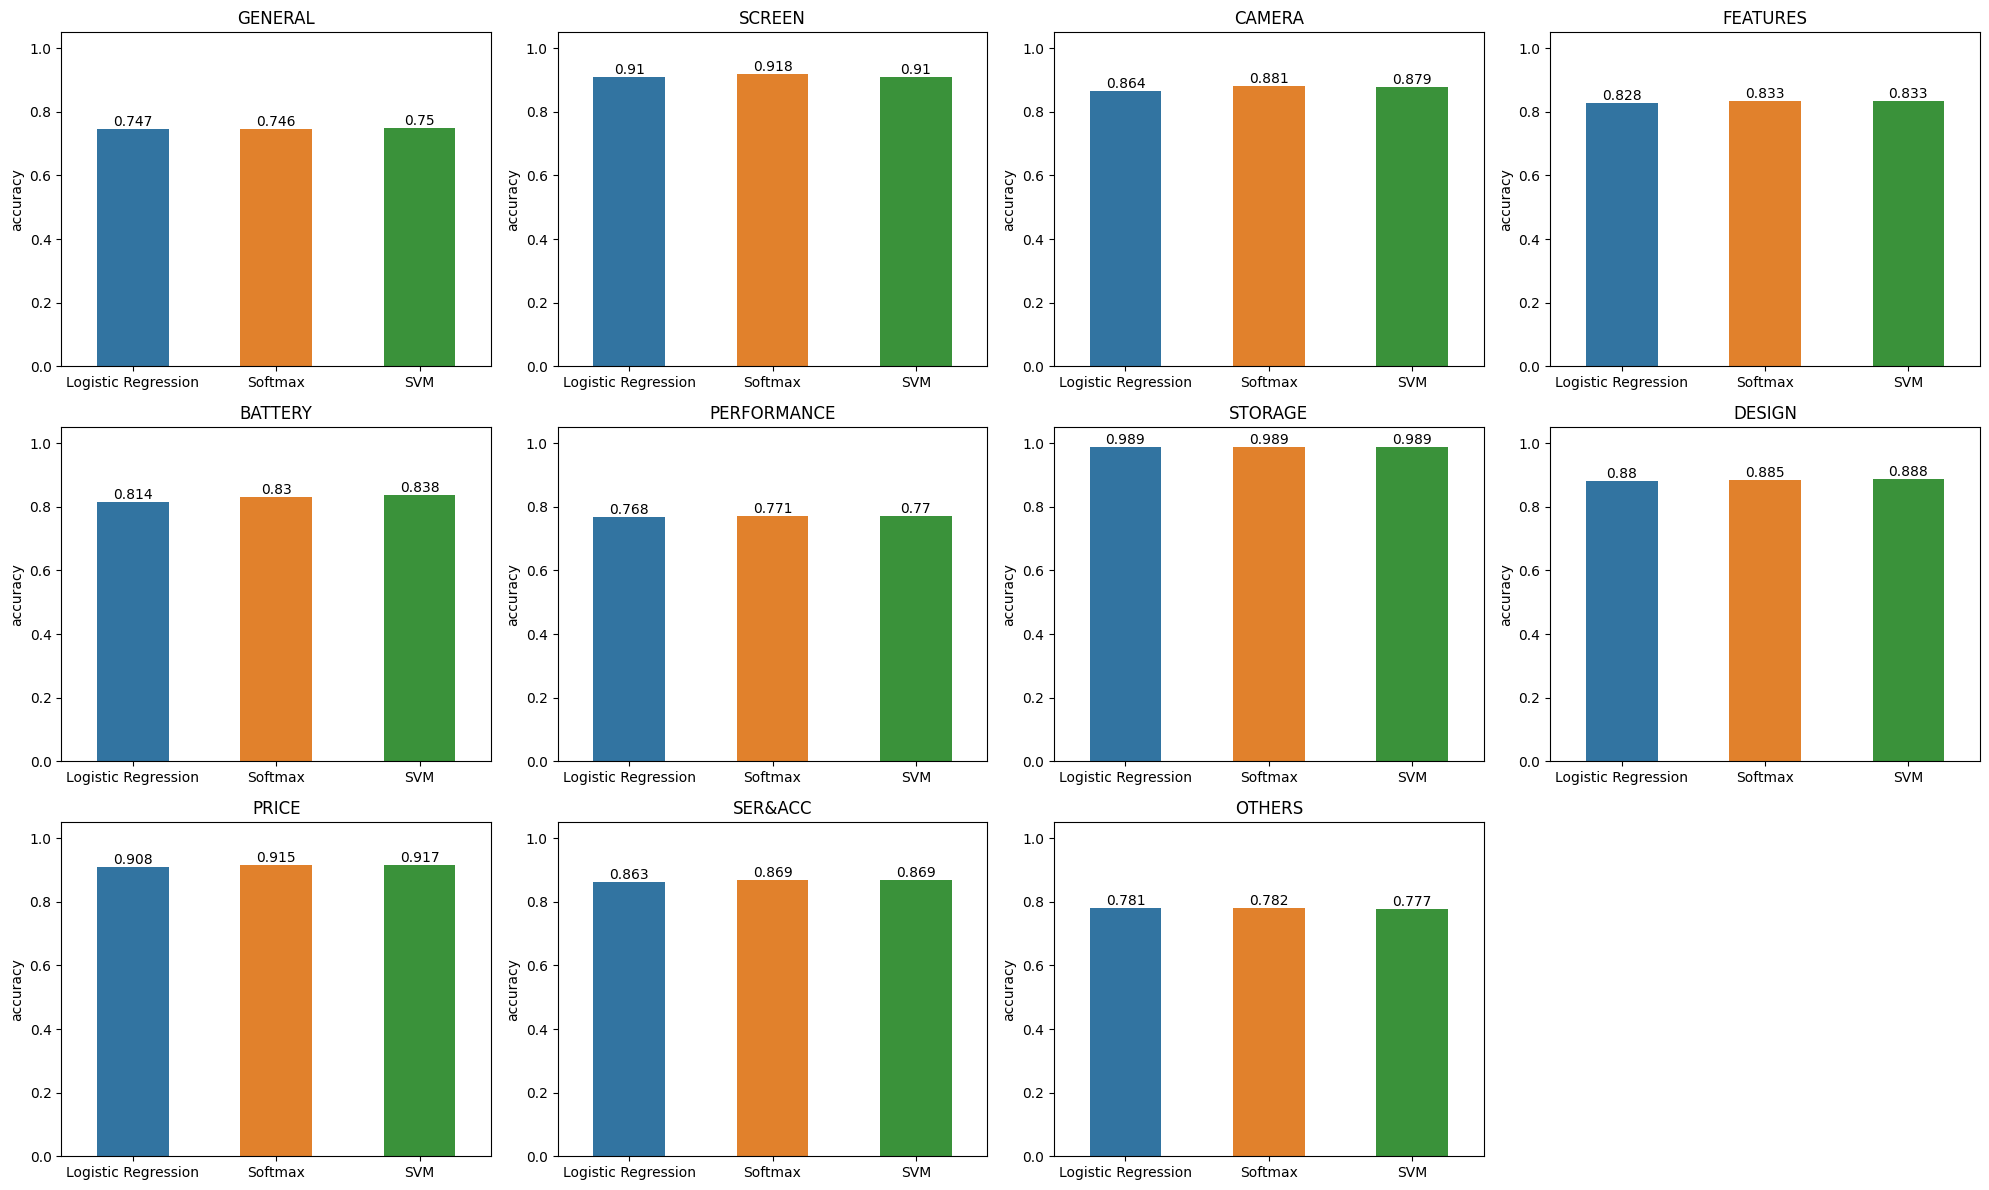 GENERAL
accuracy
1.0
0.8
0.6
0.4
0.2
0.0
0.747
0.746
0.75
Logistic Regression
Softmax
SVM
SCREEN
accuracy
1.0
0.8
0.6
0.4
0.2
0.0
0.91
0.918
0.91
Logistic Regression
Softmax
SVM
CAMERA
accuracy
1.0
0.8
0.6
0.4
0.2
0.0
0.864
0.881
0.879
Logistic Regression
Softmax
SVM
FEATURES
accuracy
1.0
0.8
0.6
0.4
0.2
0.0
0.828
0.833
0.833
Logistic Regression
Softmax
SVM
BATTERY
accuracy
1.0
0.8
0.6
0.4
0.2
0.0
0.814
0.83
0.838
Logistic Regression
Softmax
SVM
PERFORMANCE
accuracy
1.0
0.8
0.6
0.4
0.2
0.0
0.768
0.771
0.77
Logistic Regression
Softmax
SVM
STORAGE
accuracy
1.0
0.8
0.6
0.4
0.2
0.0
0.989
0.989
0.989
Logistic Regression
Softmax
SVM
DESIGN
accuracy
1.0
0.8
0.6
0.4
0.2
0.0
0.88
0.885
0.888
Logistic Regression
Softmax
SVM
PRICE
accuracy
1.0
0.8
0.6
0.4
0.2
0.0
0.908
0.915
0.917
Logistic Regression
Softmax
SVM
SER&ACC
accuracy
1.0
0.8
0.6
0.4
0.2
0.0
0.863
0.869
0.869
Logistic Regression
Softmax
SVM
OTHERS
accuracy
1.0
0.8
0.6
0.4
0.2
0.0
0.781
0.782
0.777
Logistic Regression
Softmax
SVM